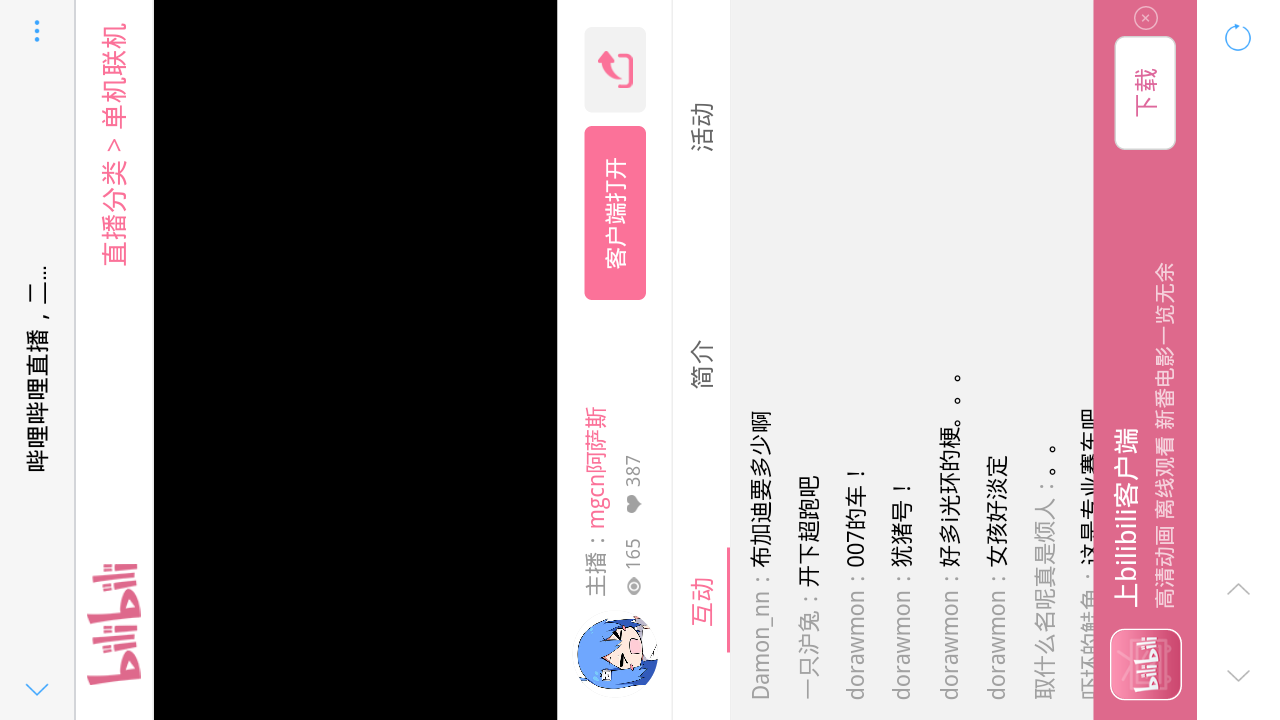 哔哩哔哩直播，二...
bilibili
直播分类 > 单机联机
主播：mgcn阿萨斯
165 387
客户端打开
互动 简介 活动
Damon_nn：布加迪要多少啊
一只沪兔：开下超跑吧
dorawmon：007的车！
dorawmon：犹猪号！
dorawmon：好多i光环的梗。。。
dorawmon：女孩好淡定
取什么名呢真是烦人：。。
吓坏的鲑鱼：这是专业赛车吧
bilibili
上bilibili客户端
高清动画 离线观看 新番电影一览无余
下载